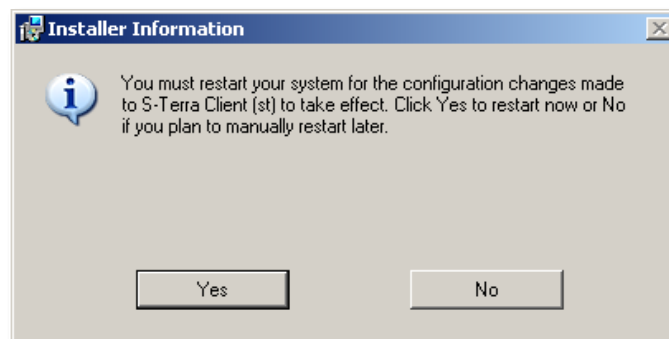 Installer Information
You must restart your system for the configuration changes made
to S-Terra Client (st) to take effect. Click Yes to restart now or No
if you plan to manually restart later.
Yes
No